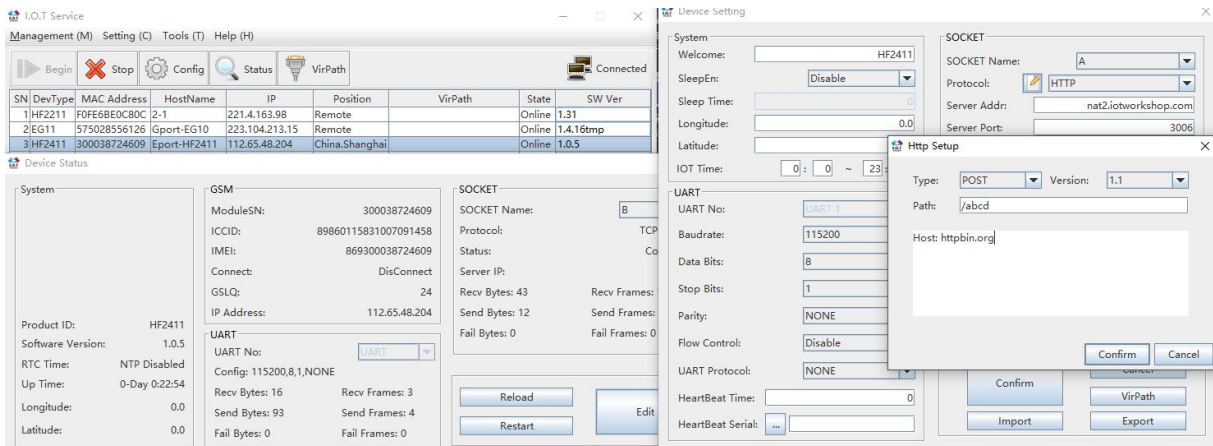 I.O.T Service
Management (M) Setting (C) Tools (T) Help (H)
Begin Stop Config Status VirPath Connected
SN DevType MAC Address HostName IP Position VirPath State SW Ver
1 HF2211 F0FE6BE0C80C 2-1 221.4.163.98 Remote Online 1.31
2 EG11 575028556126 Gport-EG10 223.104.213.15 Remote Online 1.4.16tmp
3 HF2411 300038724609 Eport-HF2411 112.65.48.204 China.Shanghai Online 1.0.5
Device Status
System
Product ID: HF2411
Software Version: 1.0.5
RTC Time: NTP Disabled
Up Time: 0-Day 0:22:54
Longitude: 0.0
Latitude: 0.0
GSM
ModuleSN: 300038724609
ICCID: 89860115831007091458
IMEI: 869300038724609
Connect: DisConnect
GSLQ: 24
IP Address: 112.65.48.204
UART
UART No: UART
Config: 115200,8,1,NONE
Recv Bytes: 16 Recv Frames: 3
Send Bytes: 93 Send Frames: 4
Fail Bytes: 0 Fail Frames: 0
SOCKET
SOCKET Name: B
Protocol: TCP
Status: Co
Server IP:
Recv Bytes: 43 Recv Frames:
Send Bytes: 12 Send Frames:
Fail Bytes: 0 Fail Frames: 0
Reload
Restart
Edit
Device Setting
System
Welcome: HF2411
SleepEn: Disable
Sleep Time: 0
Longitude: 0.0
Latitude:
IOT Time: 0 : 0 ~ 23 :
UART
UART No: UART 1
Baudrate: 115200
Data Bits: 8
Stop Bits: 1
Parity: NONE
Flow Control: Disable
UART Protocol: NONE
HeartBeat Time: 0
HeartBeat Serial: ...
SOCKET
SOCKET Name: A
Protocol: HTTP
Server Addr: nat2.iotworkshop.com
Server Port: 3006
Http Setup
Type: POST Version: 1.1
Path: /abcd
Host: httpbin.org
Confirm Cancel
Confirm
Cancel
VirPath
Import Export